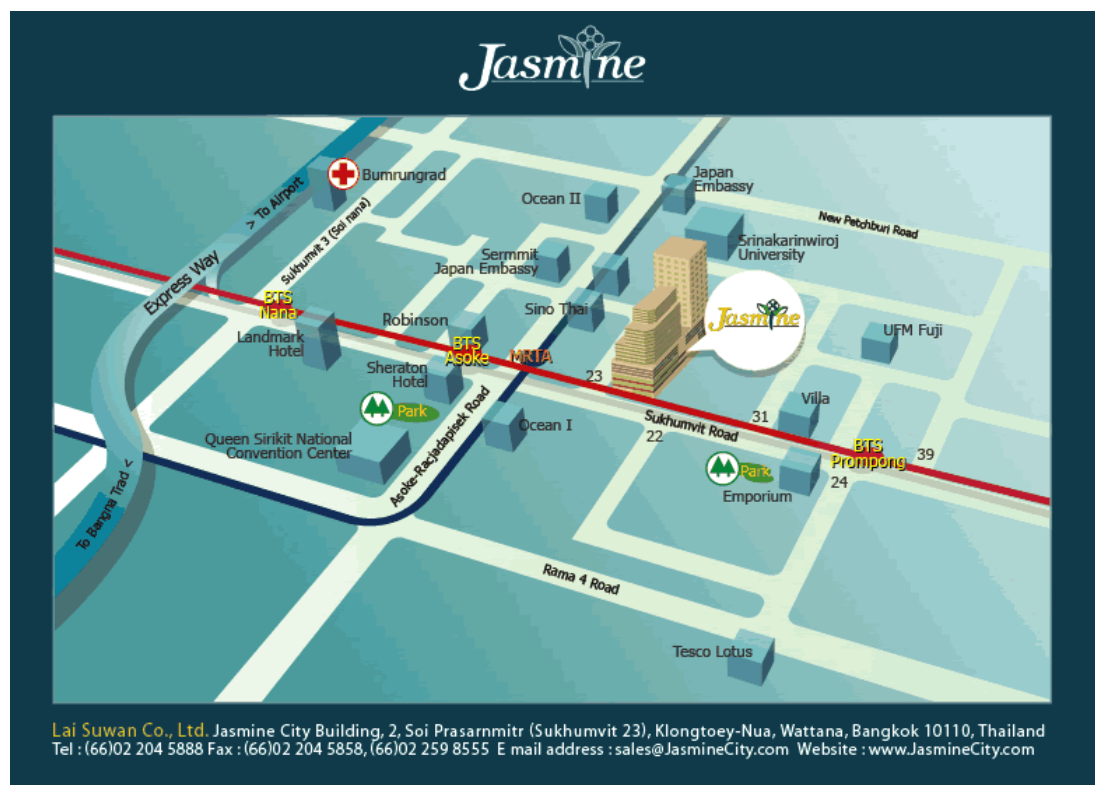 Jasmine
Bumrungrad
> To Airport
Sukhumvit 3 (Soi nana)
Express Way
Ocean II
Japan
Embassy
New Petchburi Road
Srinakarinwiroj
University
Sermmit
Japan Embassy
BTS
Nana
Landmark
Hotel
Robinson
Sino Thai
Jasmine
UFM Fuji
BTS
Asoke
MRTA
Sheraton
Hotel
23
Park
Villa
31
Sukhumvit Road
22
Ocean I
Queen Sirikit National
Convention Center
Asoke-Racjadapisek Road
BTS
Prompong
39
Park
Emporium
24
To Bangna Trad <
Rama 4 Road
Tesco Lotus
Lai Suwan Co., Ltd. Jasmine City Building, 2, Soi Prasarnmitr (Sukhumvit 23), Klongtoey-Nua, Wattana, Bangkok 10110, Thailand
Tel : (66)02 204 5888 Fax : (66)02 204 5858, (66)02 259 8555 E mail address : sales@JasmineCity.com Website : www.JasmineCity.com